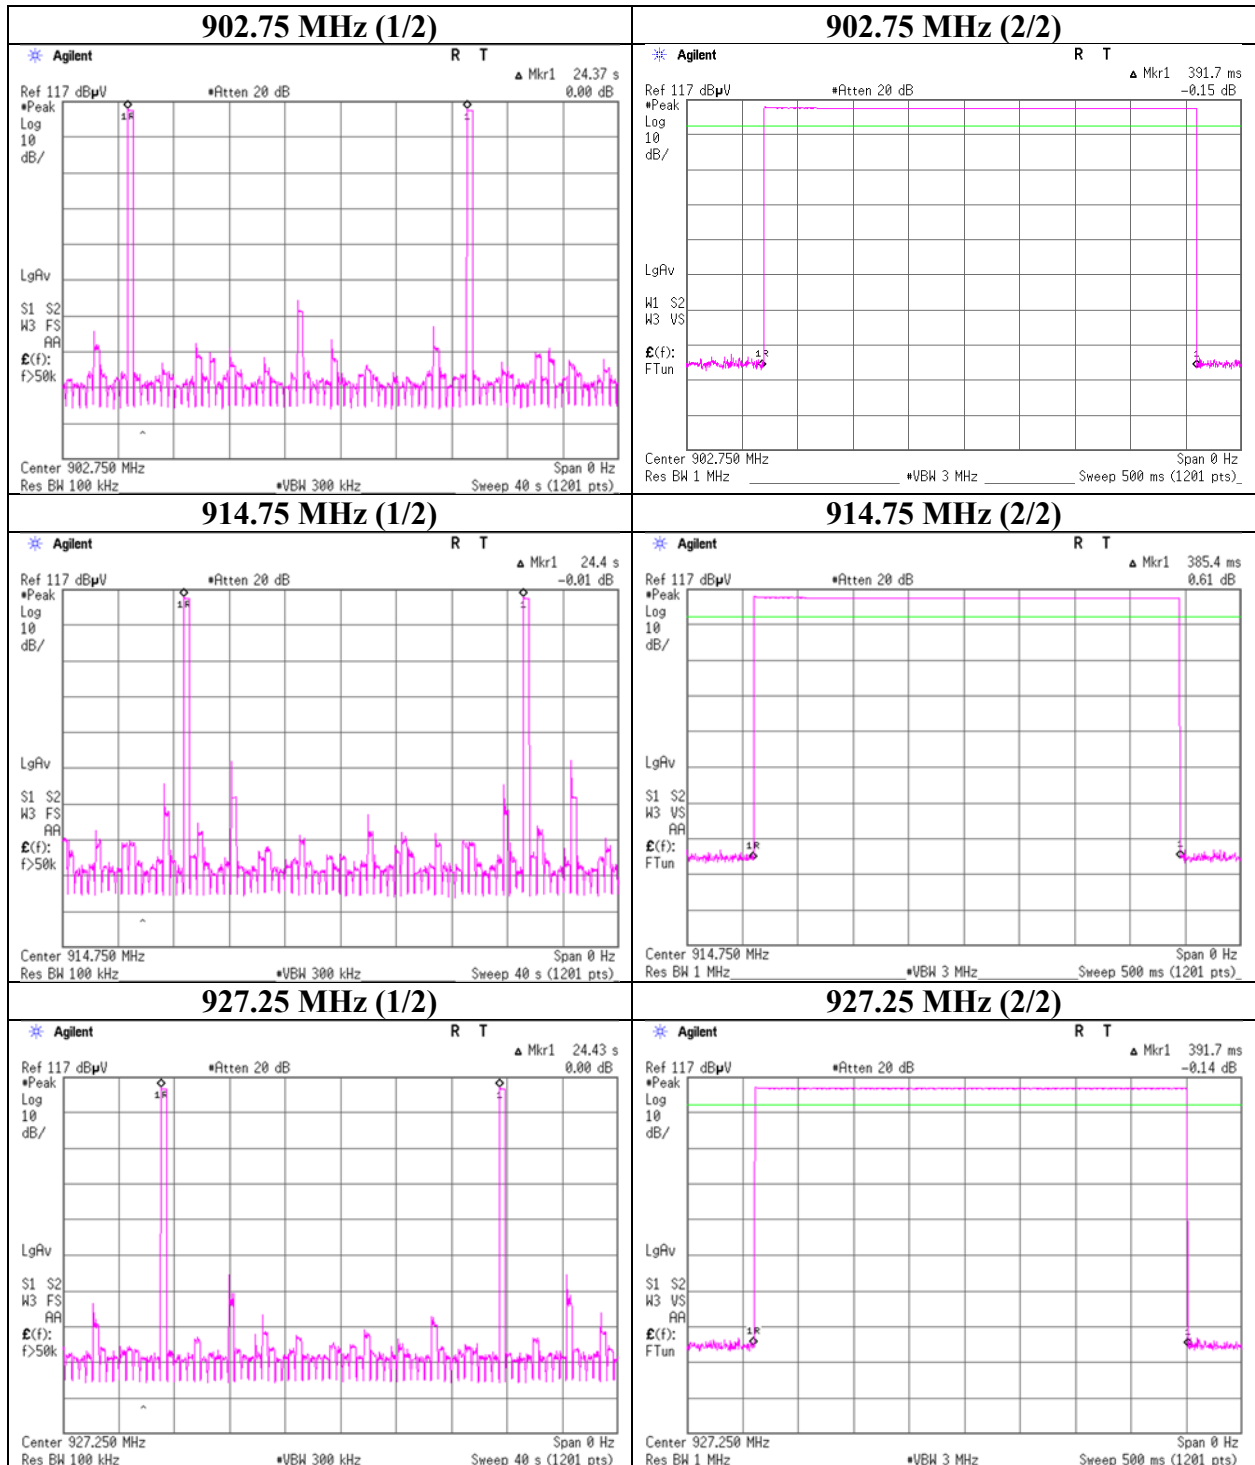 902.75 MHz (1/2)
Agilent R T
Δ Mkr1 24.37 s
Ref 117 dBµV #Atten 20 dB 0.00 dB
#Peak
Log
10
dB/
1R 1
LgAv
S1 S2
W3 FS
AA
£(f):
f>50k
Center 902.750 MHz Span 0 Hz
Res BW 100 kHz #VBW 300 kHz Sweep 40 s (1201 pts)
902.75 MHz (2/2)
Agilent R T
Δ Mkr1 391.7 ms
Ref 117 dBµV #Atten 20 dB -0.15 dB
#Peak
Log
10
dB/
LgAv
W1 S2
W3 VS
£(f):
FTun
1R 1
Center 902.750 MHz Span 0 Hz
Res BW 1 MHz #VBW 3 MHz Sweep 500 ms (1201 pts)
914.75 MHz (1/2)
Agilent R T
Δ Mkr1 24.4 s
Ref 117 dBµV #Atten 20 dB -0.01 dB
#Peak
Log
10
dB/
1R 1
LgAv
S1 S2
W3 FS
AA
£(f):
f>50k
Center 914.750 MHz Span 0 Hz
Res BW 100 kHz #VBW 300 kHz Sweep 40 s (1201 pts)
914.75 MHz (2/2)
Agilent R T
Δ Mkr1 385.4 ms
Ref 117 dBµV #Atten 20 dB 0.61 dB
#Peak
Log
10
dB/
LgAv
S1 S2
W3 VS
AA
£(f):
FTun
1R 1
Center 914.750 MHz Span 0 Hz
Res BW 1 MHz #VBW 3 MHz Sweep 500 ms (1201 pts)
927.25 MHz (1/2)
Agilent R T
Δ Mkr1 24.43 s
Ref 117 dBµV #Atten 20 dB 0.00 dB
#Peak
Log
10
dB/
1R 1
LgAv
S1 S2
W3 FS
AA
£(f):
f>50k
Center 927.250 MHz Span 0 Hz
Res BW 100 kHz #VBW 300 kHz Sweep 40 s (1201 pts)
927.25 MHz (2/2)
Agilent R T
Δ Mkr1 391.7 ms
Ref 117 dBµV #Atten 20 dB -0.14 dB
#Peak
Log
10
dB/
LgAv
S1 S2
W3 VS
AA
£(f):
FTun
1R 1
Center 927.250 MHz Span 0 Hz
Res BW 1 MHz #VBW 3 MHz Sweep 500 ms (1201 pts)